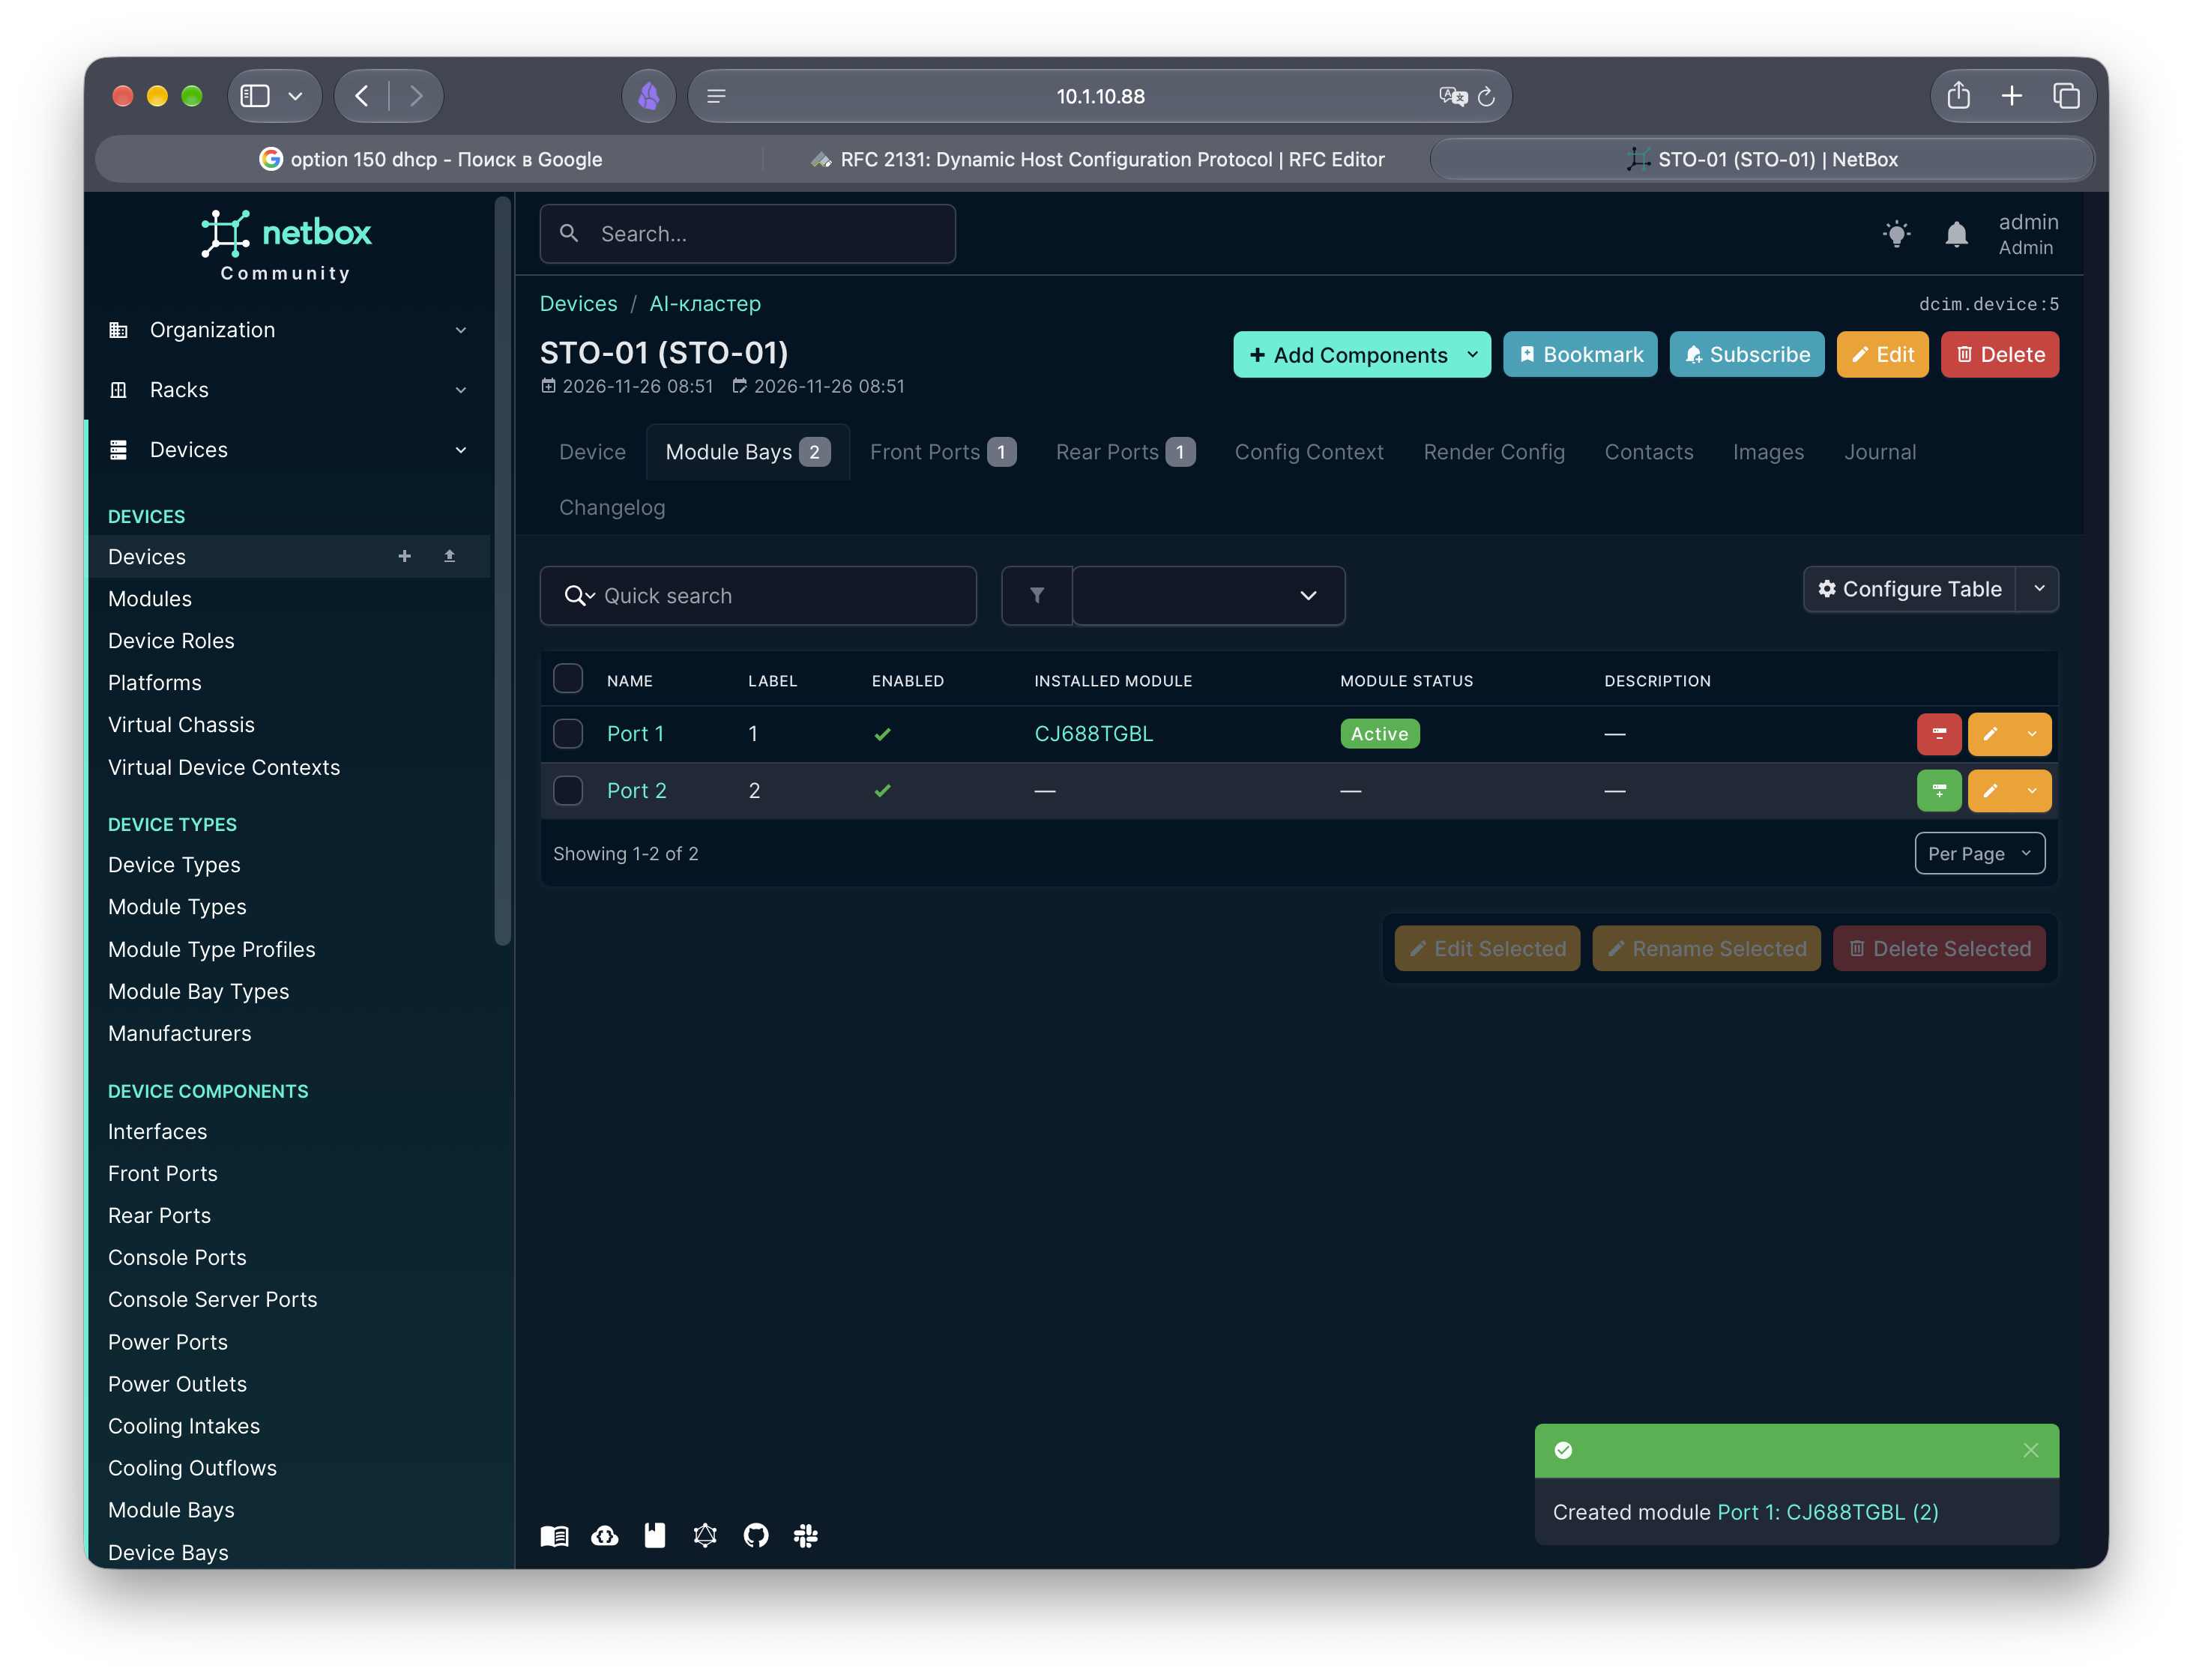 10.1.10.88
option 150 dhcp - Поиск в Google
RFC 2131: Dynamic Host Configuration Protocol | RFC Editor
STO-01 (STO-01) | NetBox
netbox
Community
Organization
Racks
Devices
DEVICES
Devices
Modules
Device Roles
Platforms
Virtual Chassis
Virtual Device Contexts
DEVICE TYPES
Device Types
Module Types
Module Type Profiles
Module Bay Types
Manufacturers
DEVICE COMPONENTS
Interfaces
Front Ports
Rear Ports
Console Ports
Console Server Ports
Power Ports
Power Outlets
Cooling Intakes
Cooling Outflows
Module Bays
Device Bays
Search...
admin
Admin
Devices / AI-кластер
dcim.device:5
STO-01 (STO-01)
2026-11-26 08:51 2026-11-26 08:51
Add Components Bookmark Subscribe Edit Delete
Device Module Bays 2 Front Ports 1 Rear Ports 1 Config Context Render Config Contacts Images Journal
Changelog
Quick search
Configure Table
NAME LABEL ENABLED INSTALLED MODULE MODULE STATUS DESCRIPTION
Port 1 1 CJ688TGBL Active —
Port 2 2 — — —
Showing 1-2 of 2
Per Page
Edit Selected Rename Selected Delete Selected
Created module Port 1: CJ688TGBL (2)